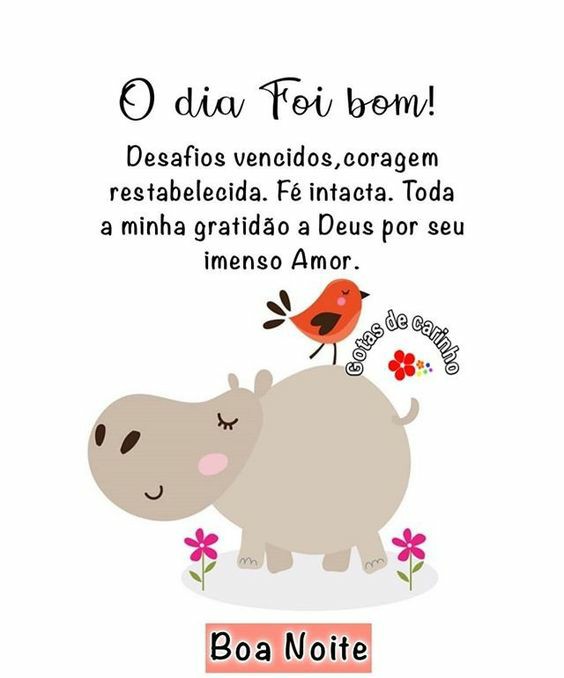 O dia Foi bom!
Desafios vencidos,coragem
restabelecida. Fé intacta. Toda
a minha gratidão a Deus por seu
imenso Amor.
Gotas de carinho
Boa Noite